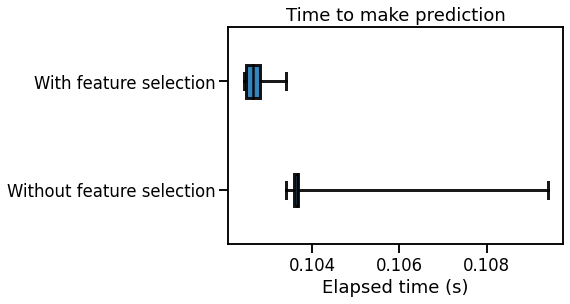 Time to make prediction
With feature selection
Without feature selection
0.104 0.106 0.108
Elapsed time (s)